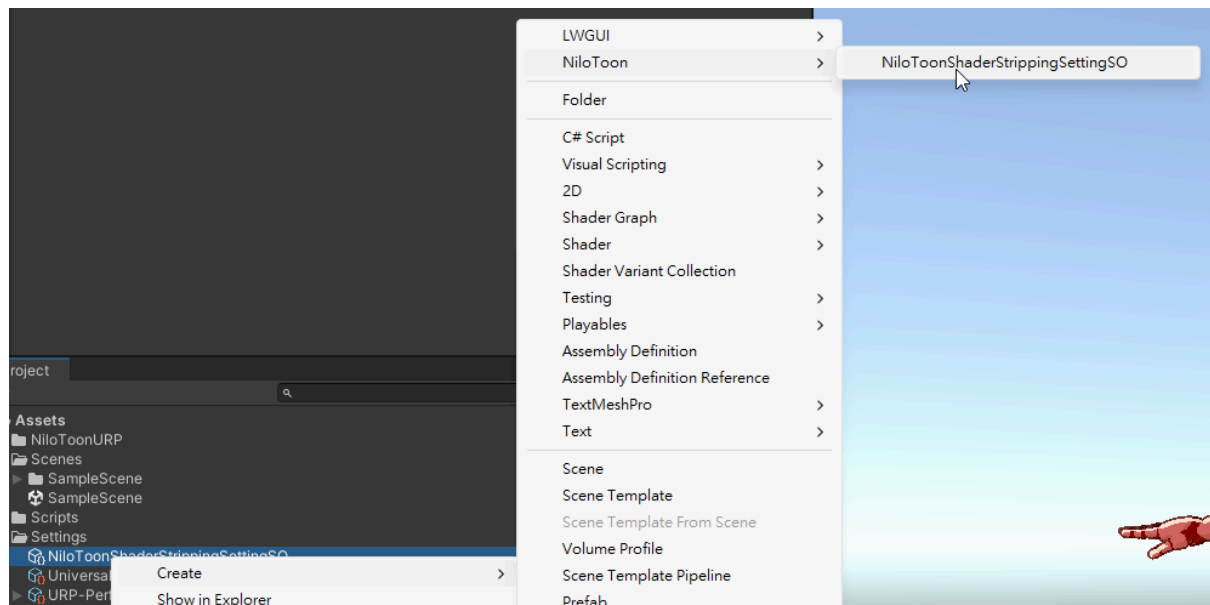 LWGUI
NiloToon
NiloToonShaderStrippingSettingSO
Folder
C# Script
Visual Scripting
2D
Shader Graph
Shader
Shader Variant Collection
Testing
Playables
Assembly Definition
Assembly Definition Reference
TextMeshPro
Text
Scene
Scene Template
Scene Template From Scene
Volume Profile
Scene Template Pipeline
Prefab
roject
Assets
NiloToonURP
Scenes
SampleScene
SampleScene
Scripts
Settings
NiloToonShaderStrippingSettingSO
Universal
URP-Per
Create
Show in Explorer